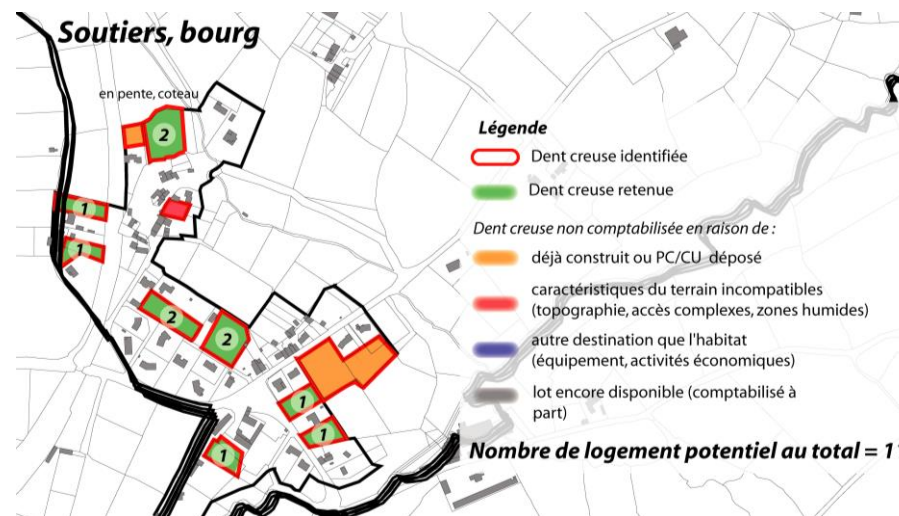 Soutiers, bourg
en pente, coteau
2
1
1
2
2
1
1
1
Légende
Dent creuse identifiée
Dent creuse retenue
Dent creuse non comptabilisée en raison de :
déjà construit ou PC/CU déposé
caractéristiques du terrain incompatibles
(topographie, accès complexes, zones humides)
autre destination que l'habitat
(équipement, activités économiques)
lot encore disponible (comptabilisé à
part)
Nombre de logement potentiel au total = 11